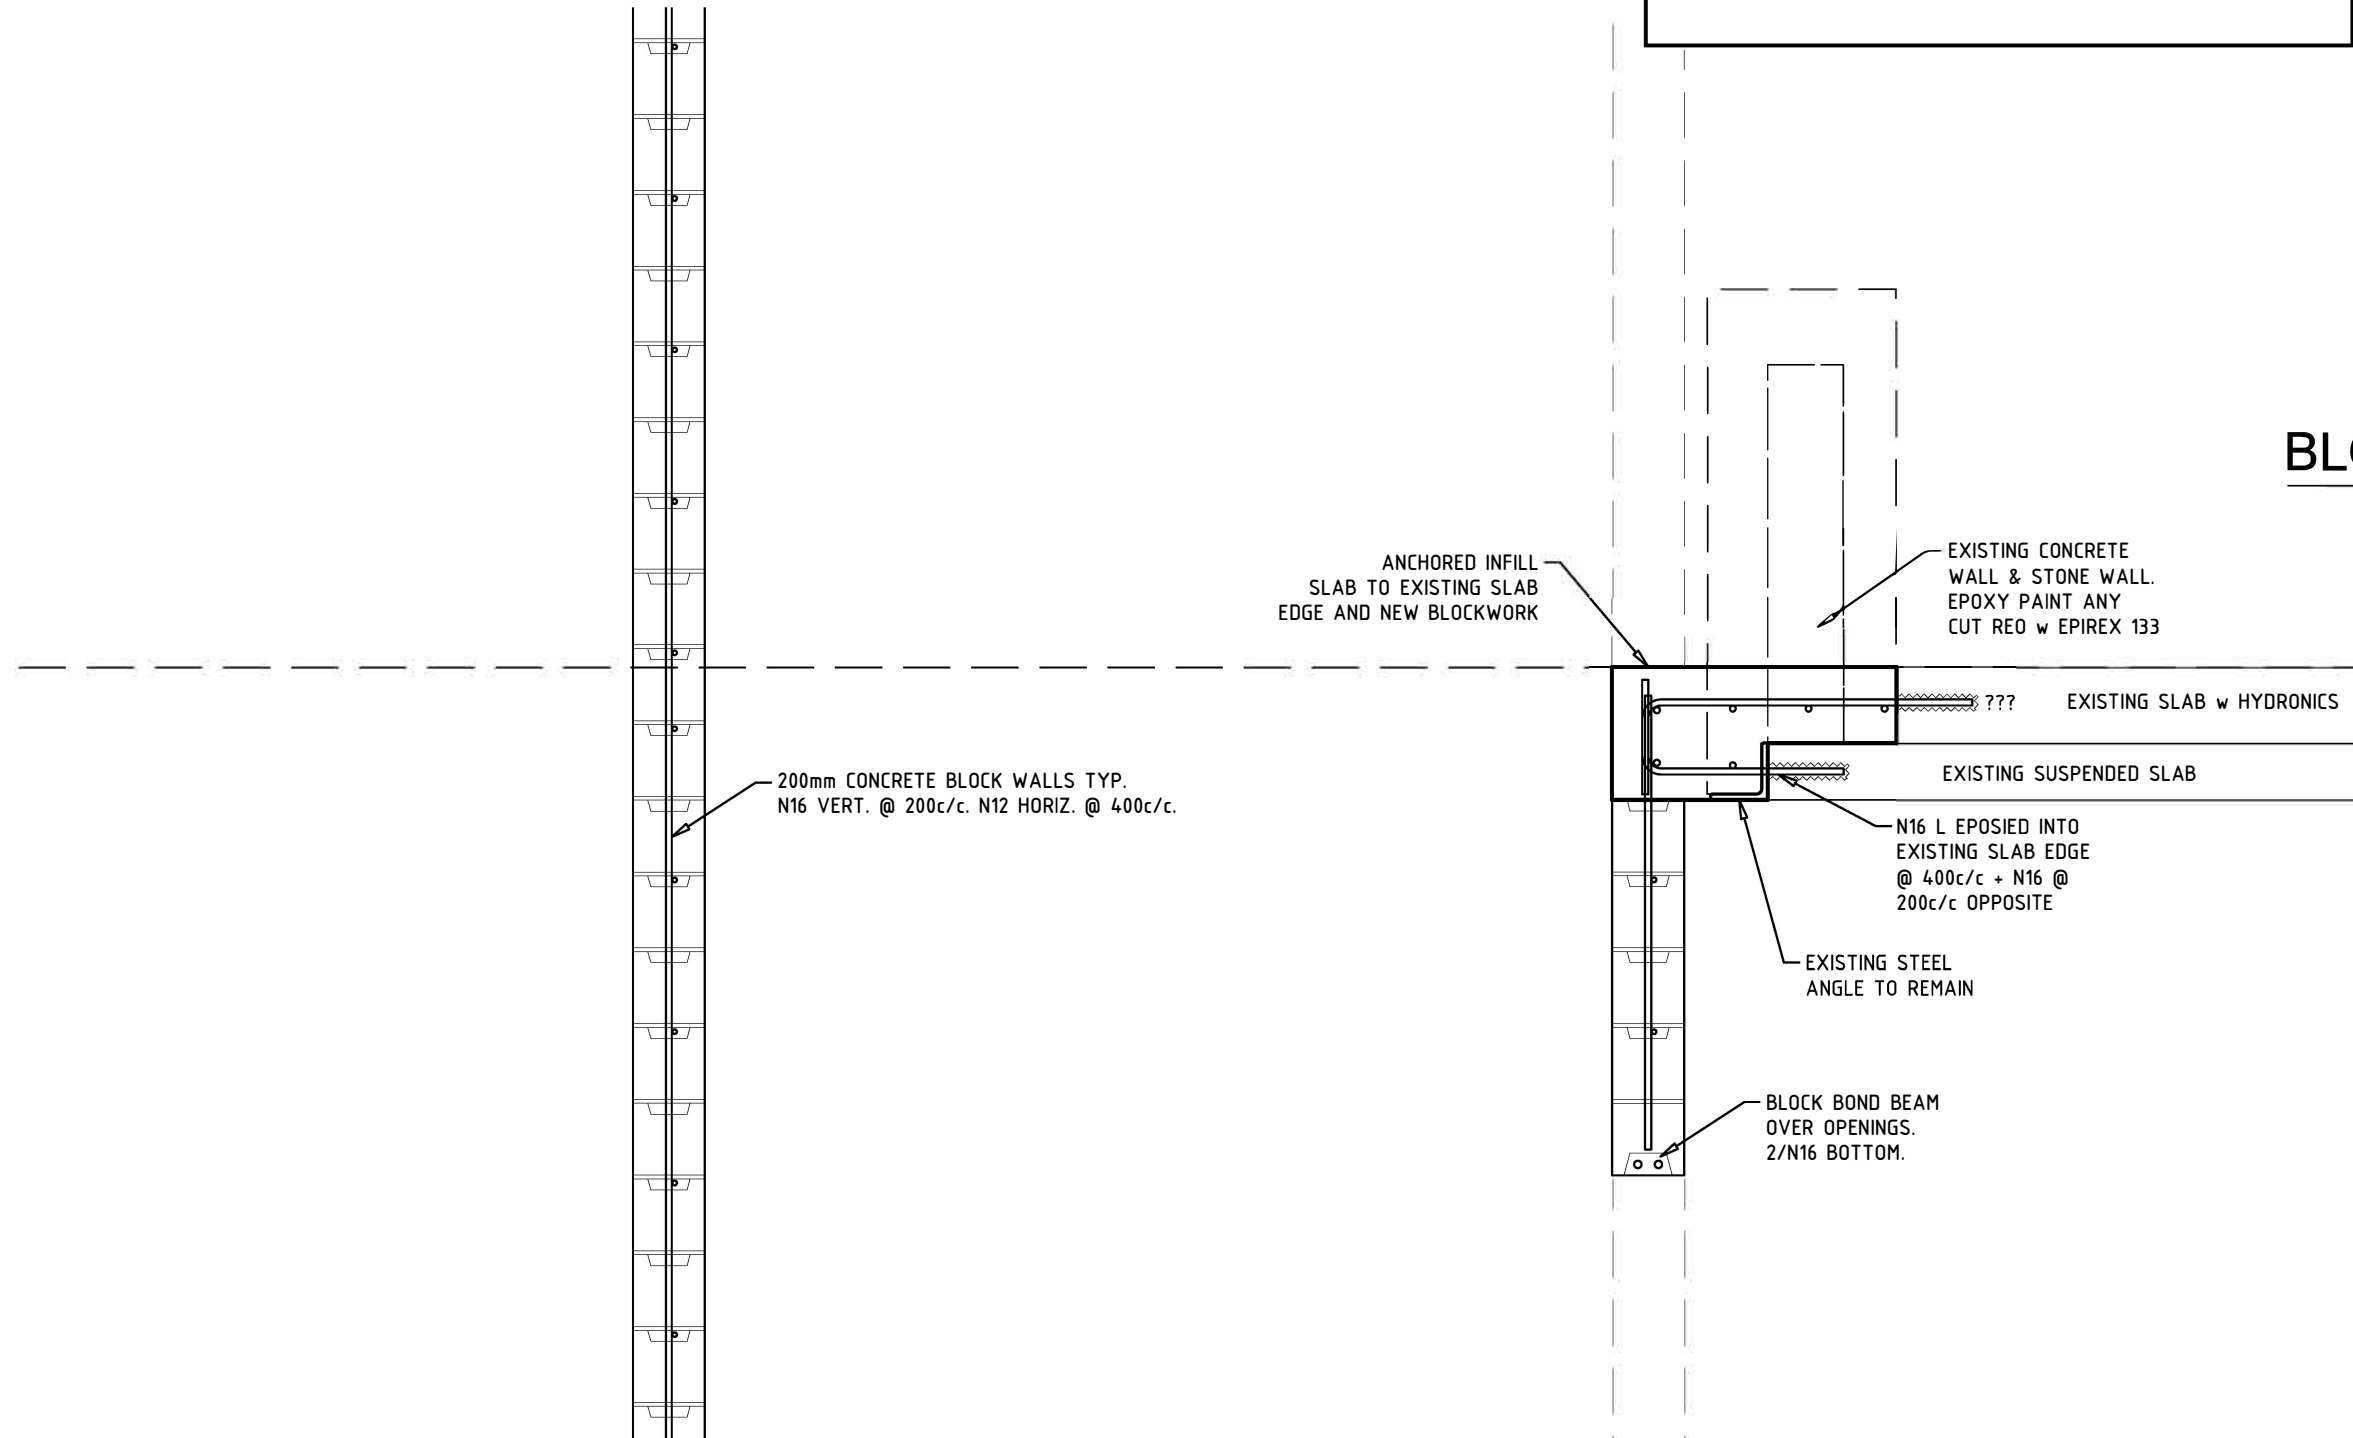 BL
ANCHORED INFILL
SLAB TO EXISTING SLAB
EDGE AND NEW BLOCKWORK
EXISTING CONCRETE
WALL & STONE WALL.
EPOXY PAINT ANY
CUT REO w EPIREX 133
???
EXISTING SLAB w HYDRONICS
EXISTING SUSPENDED SLAB
200mm CONCRETE BLOCK WALLS TYP.
N16 VERT. @ 200c/c. N12 HORIZ. @ 400c/c.
N16 L EPOSIED INTO
EXISTING SLAB EDGE
@ 400c/c + N16 @
200c/c OPPOSITE
EXISTING STEEL
ANGLE TO REMAIN
BLOCK BOND BEAM
OVER OPENINGS.
2/N16 BOTTOM.